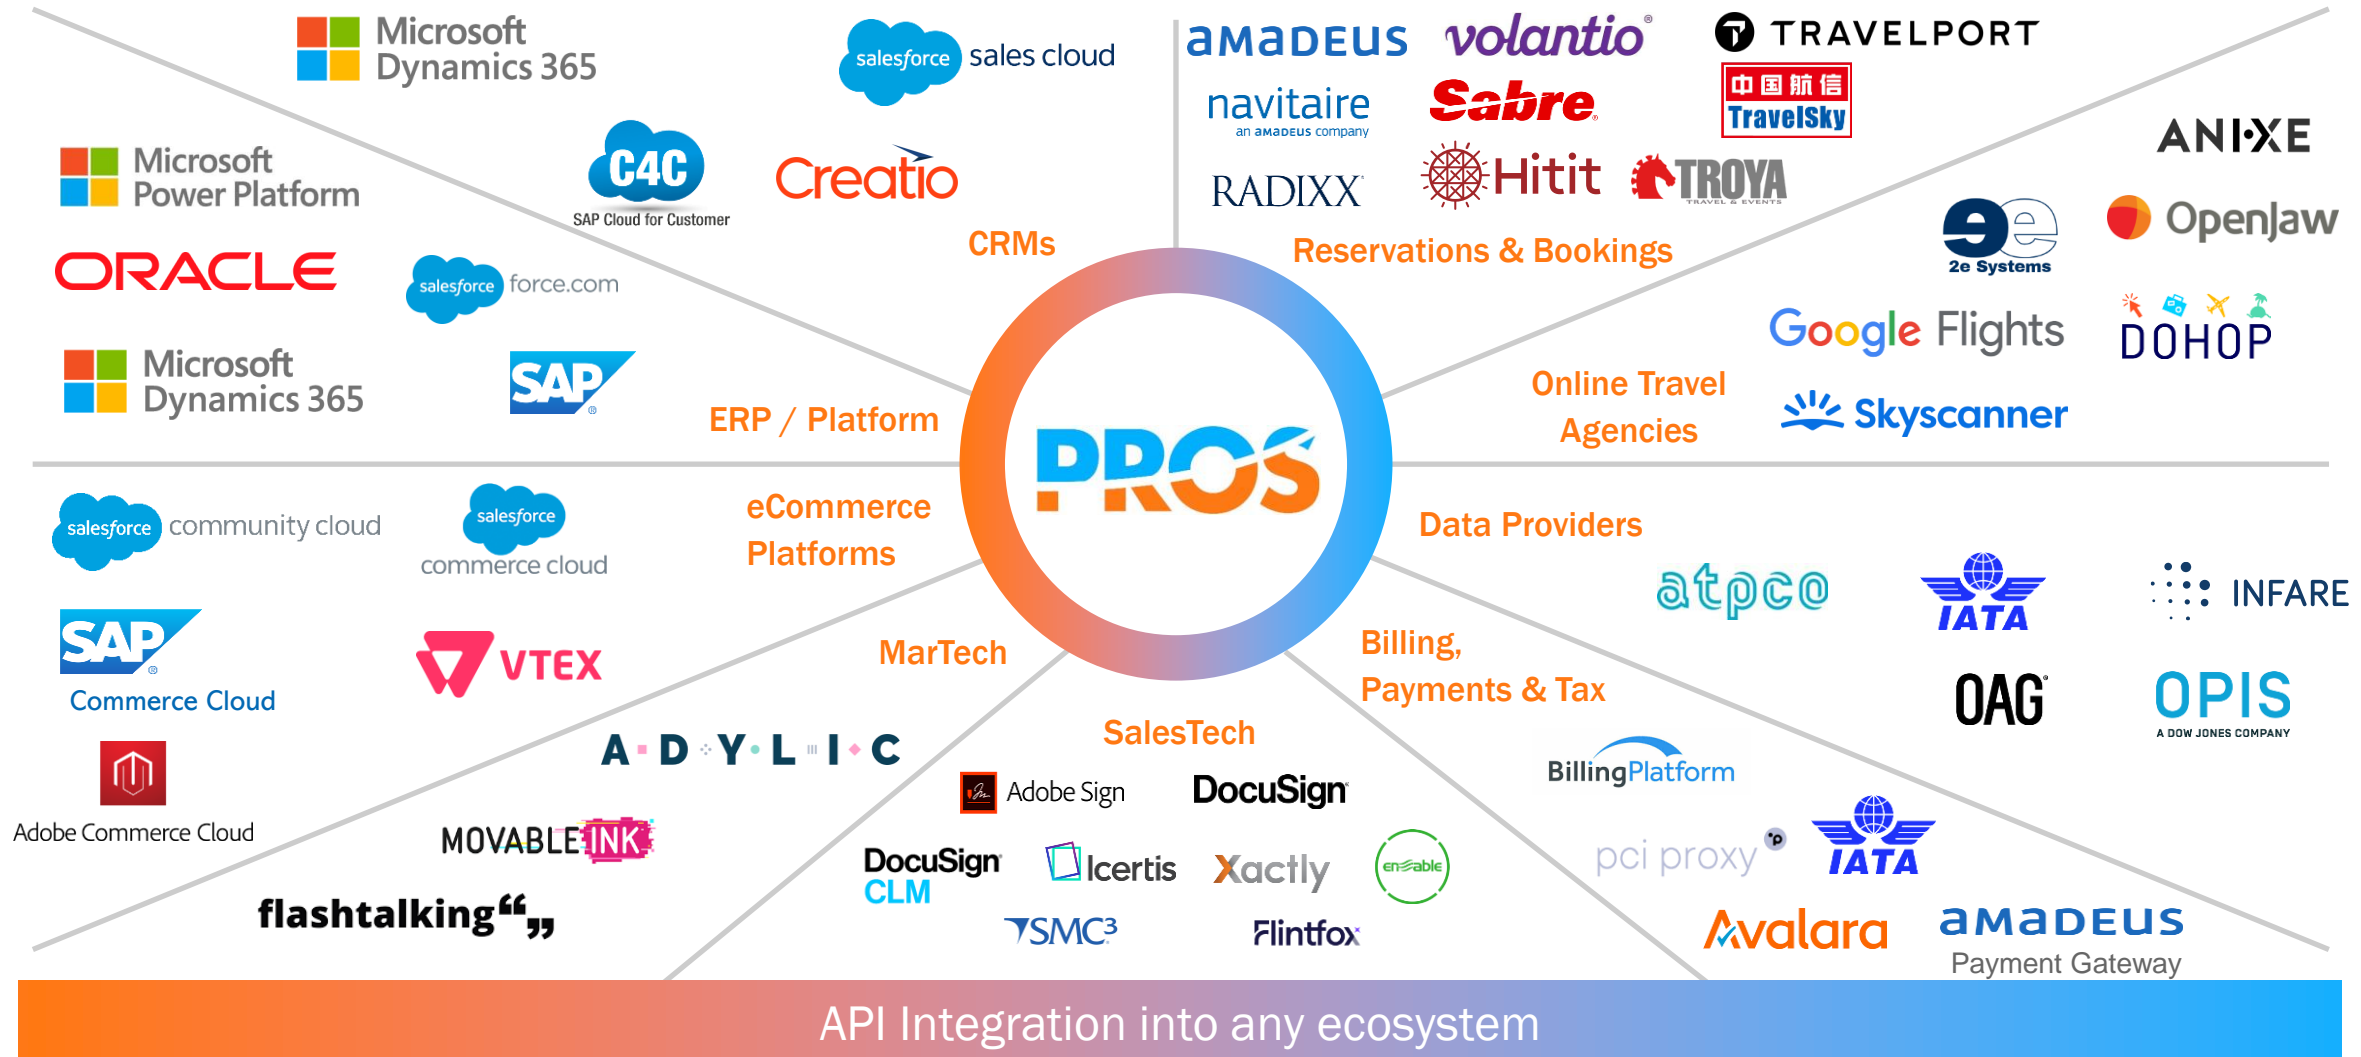 Microsoft
Dynamics 365
salesforce sales cloud
C4C
SAP Cloud for Customer
Creatio
CRMs
Microsoft
Power Platform
ORACLE
salesforce force.com
Microsoft
Dynamics 365
SAP®
ERP / Platform
amadeus
volantio®
TRAVELPORT
navitaire
an amadeus company
Sabre®
中国航信
TravelSky
RADIXX
Hitit
TROYA
TRAVEL & EVENTS
Reservations & Bookings
ANIXE
2e
2e Systems
OpenJaw
Google Flights
DOHOP
Skyscanner
Online Travel
Agencies
PROS
salesforce community cloud
salesforce
commerce cloud
SAP®
Commerce Cloud
VTEX
Adobe Commerce Cloud
eCommerce
Platforms
Data Providers
atpco
IATA
INFARE
OAG
OPIS
A DOW JONES COMPANY
MarTech
A D Y L I C
MOVABLE INK
flashtalking
SalesTech
Adobe Sign
DocuSign
DocuSign
CLM
Icertis
Xactly
enable
SMC3
Flintfox
Billing,
Payments & Tax
BillingPlatform
pci proxy
IATA
Avalara
amadeus
Payment Gateway
API Integration into any ecosystem